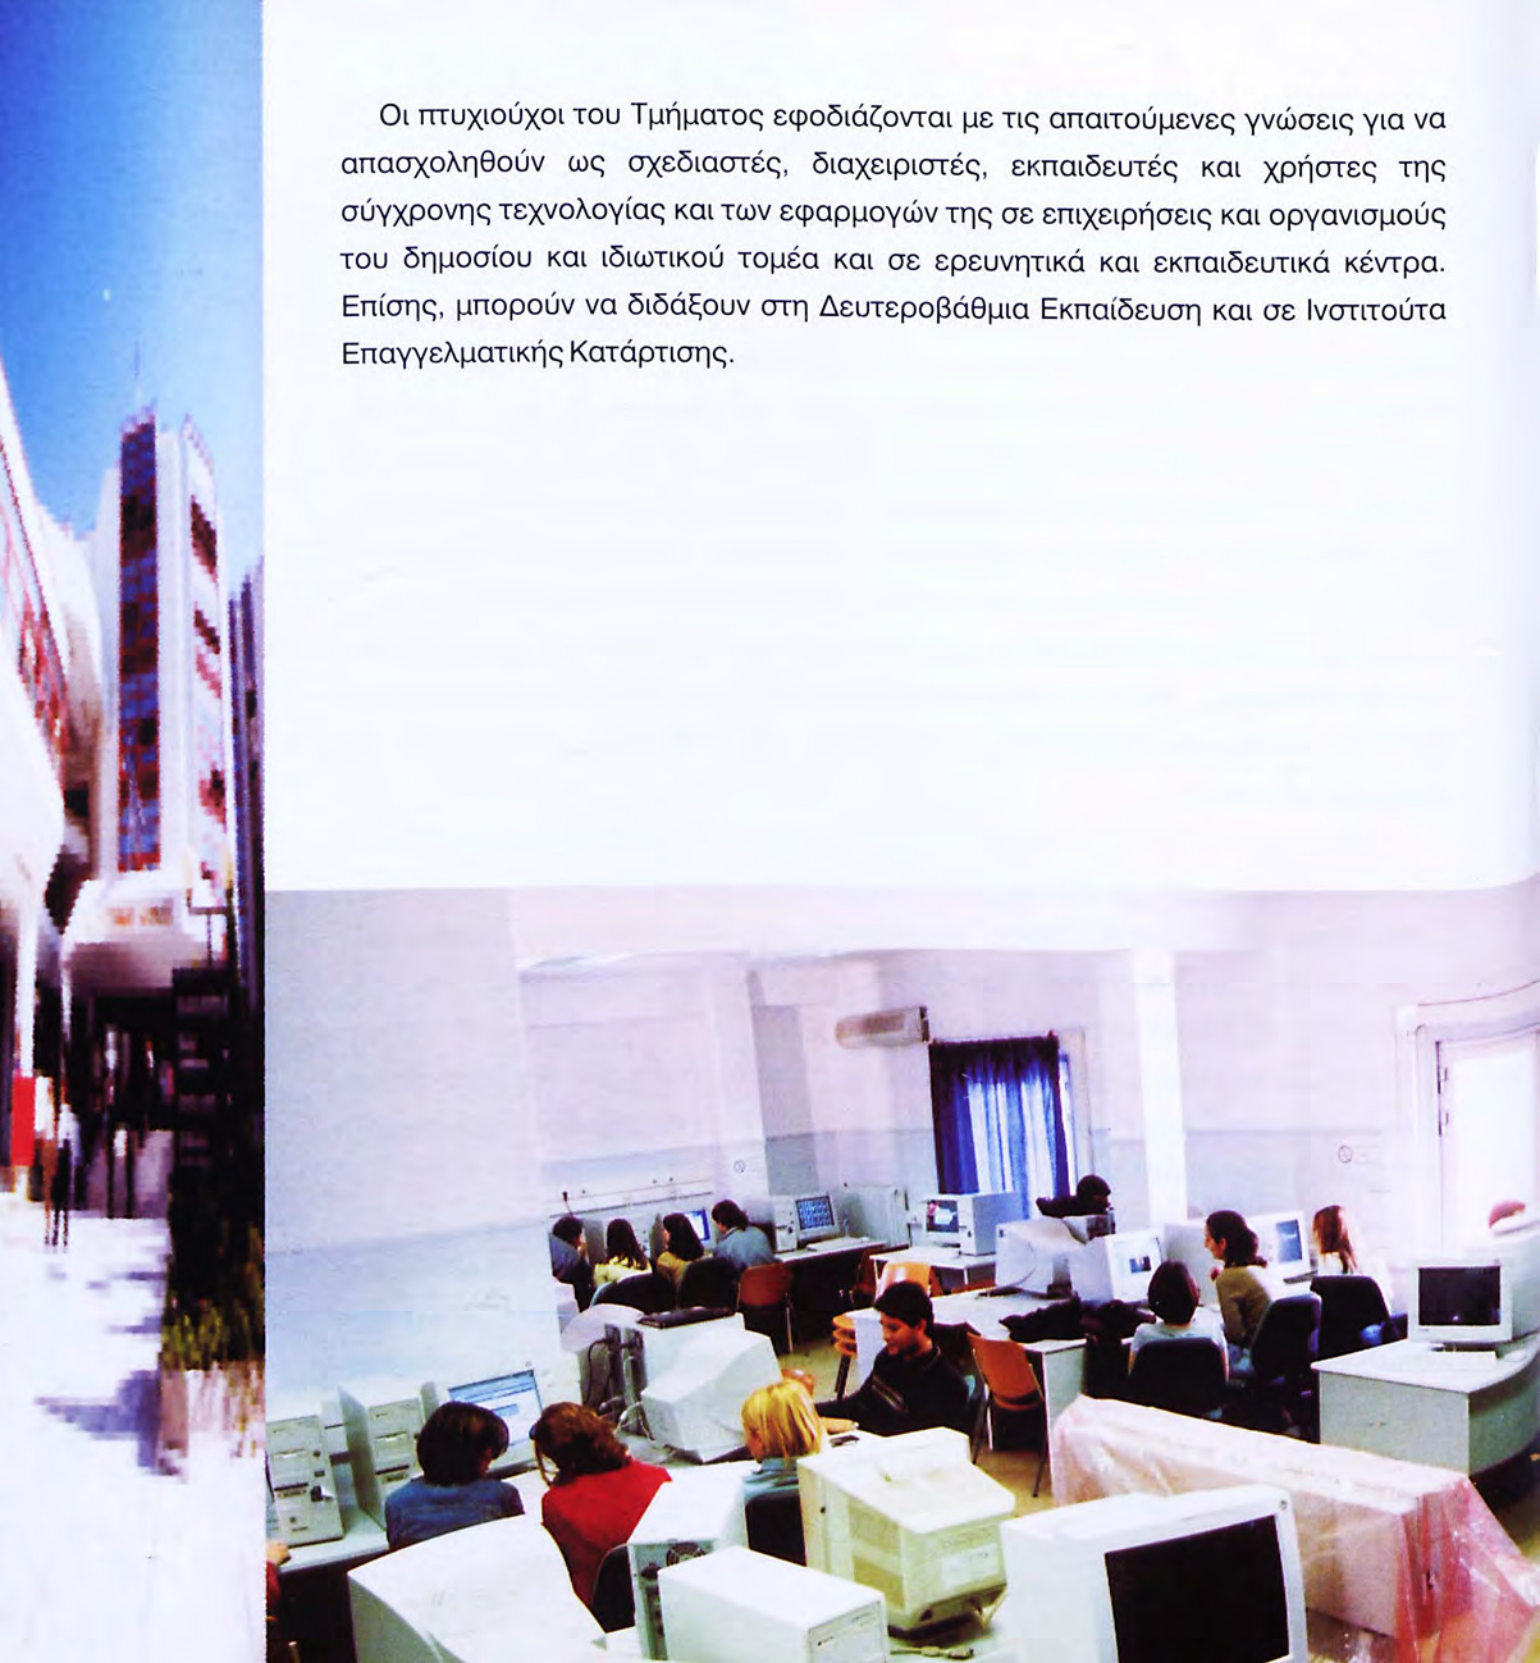 Οι πτυχιούχοι του Τμήματος εφοδιάζονται με τις απαιτούμενες γνώσεις για να
απασχοληθούν ως σχεδιαστές, διαχειριστές, εκπαιδευτές και χρήστες της
σύγχρονης τεχνολογίας και των εφαρμογών της σε επιχειρήσεις και οργανισμούς
του δημοσίου και ιδιωτικού τομέα και σε ερευνητικά και εκπαιδευτικά κέντρα.
Επίσης, μπορούν να διδάξουν στη Δευτεροβάθμια Εκπαίδευση και σε Ινστιτούτα
Επαγγελματικής Κατάρτισης.